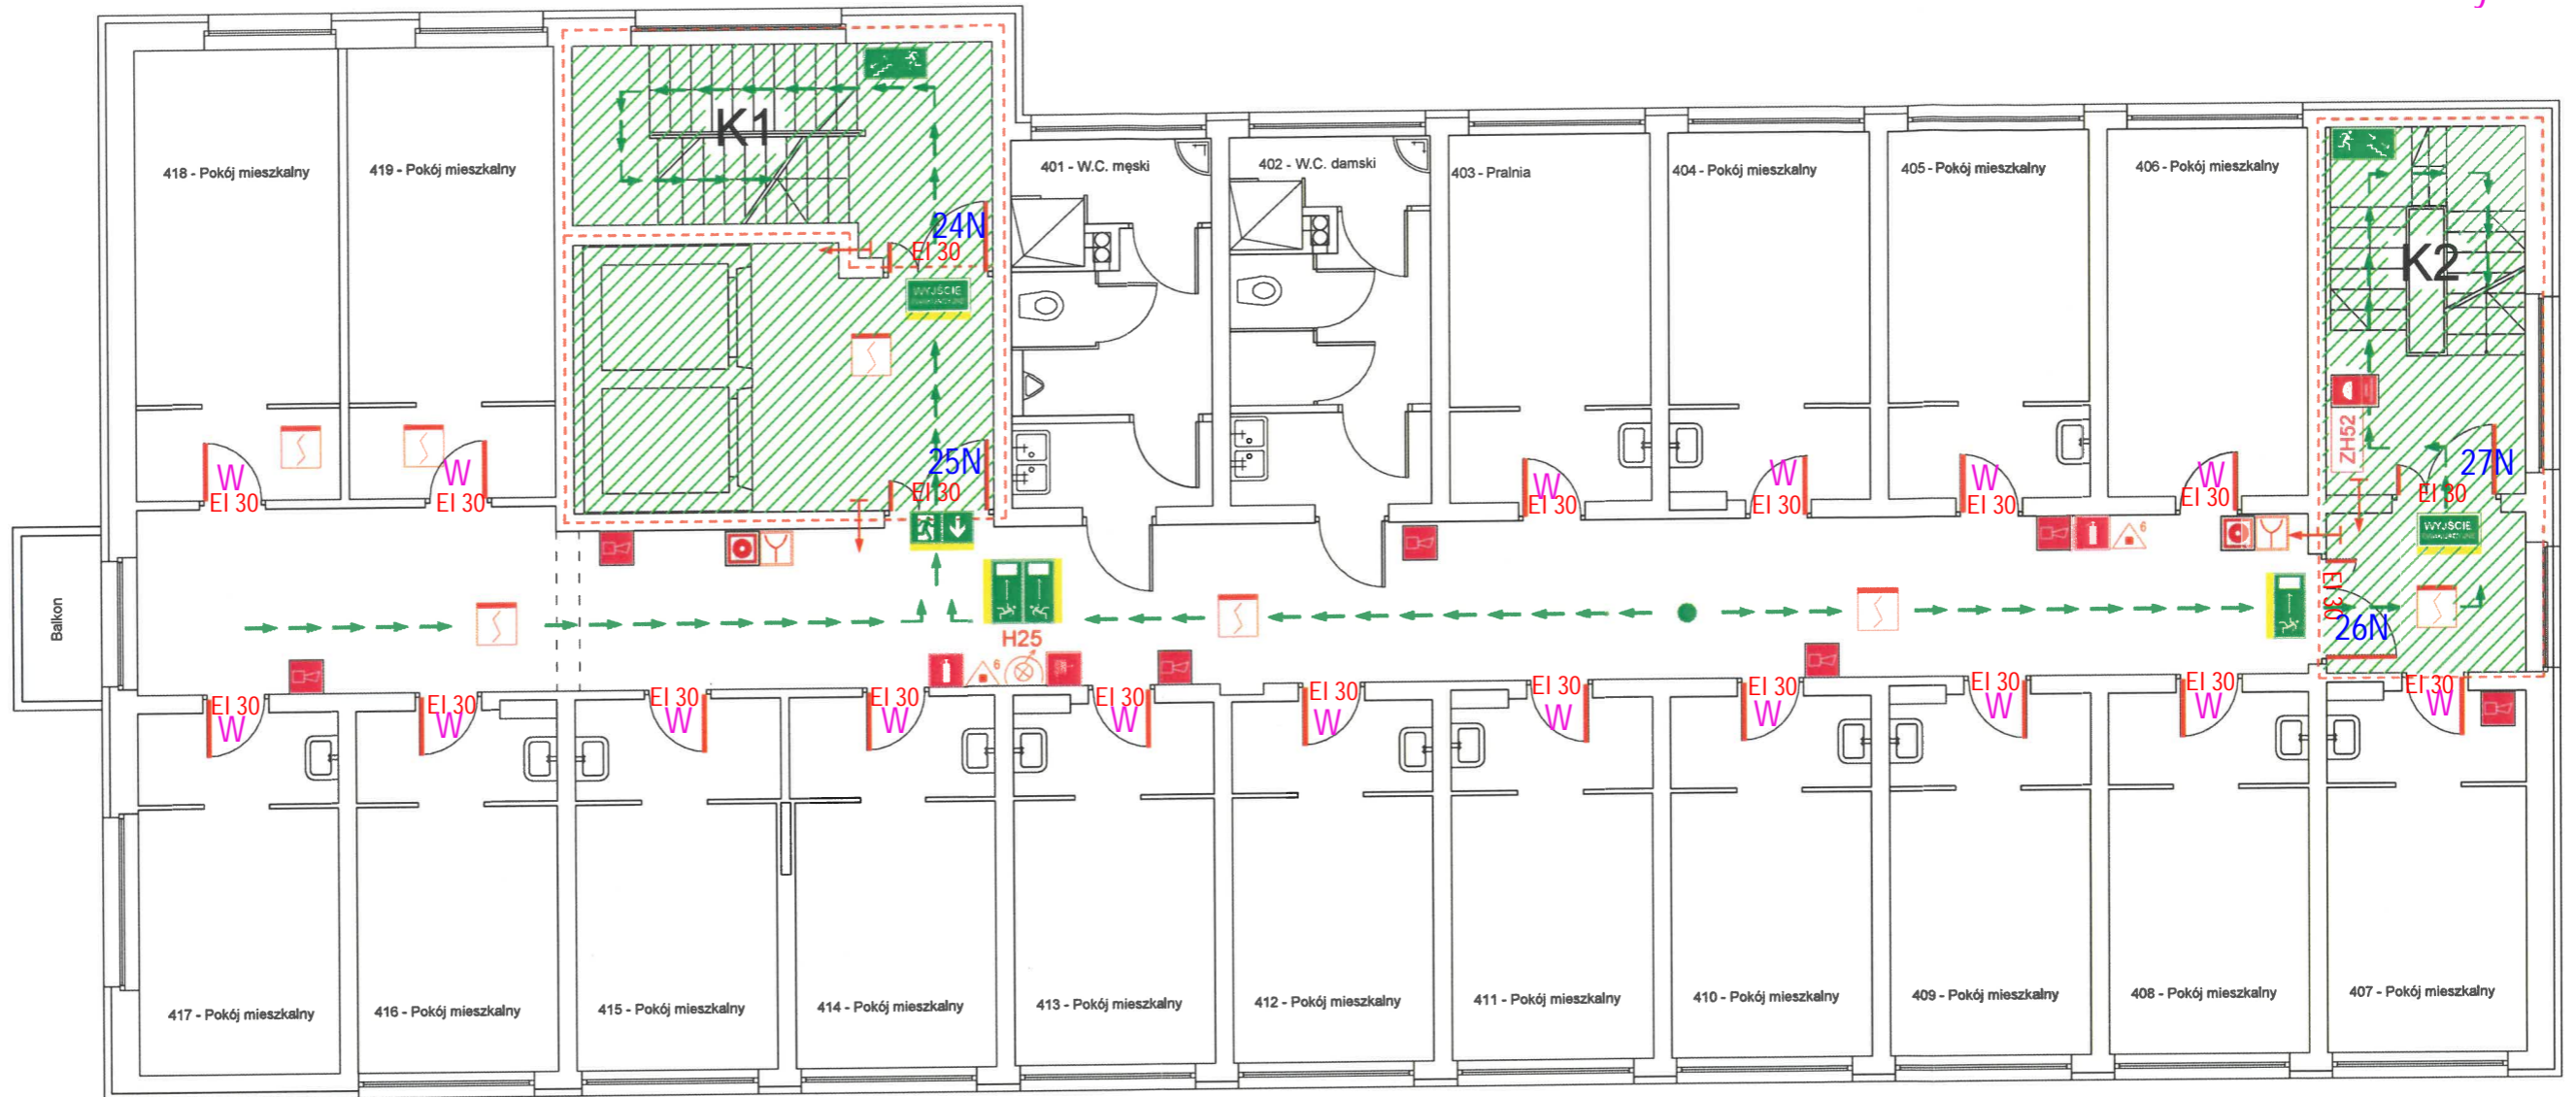 418 - Pokój mieszkalny
419 - Pokój mieszkalny
K1
24N
EI 30
WYJŚCIE
25N
EI 30
401 - W.C. męski
402 - W.C. damski
403 - Pralnia
404 - Pokój mieszkalny
405 - Pokój mieszkalny
406 - Pokój mieszkalny
K2
ZH52
27N
EI 30
WYJŚCIE
EI 30
26N
W
EI 30
W
EI 30
W
EI 30
W
EI 30
W
EI 30
W
EI 30
6
Balkon
H25
6
EI 30
W
EI 30
W
EI 30
W
EI 30
W
EI 30
W
EI 30
W
EI 30
W
EI 30
W
EI 30
W
EI 30
W
EI 30
W
417 - Pokój mieszkalny
416 - Pokój mieszkalny
415 - Pokój mieszkalny
414 - Pokój mieszkalny
413 - Pokój mieszkalny
412 - Pokój mieszkalny
411 - Pokój mieszkalny
410 - Pokój mieszkalny
409 - Pokój mieszkalny
408 - Pokój mieszkalny
407 - Pokój mieszkalny